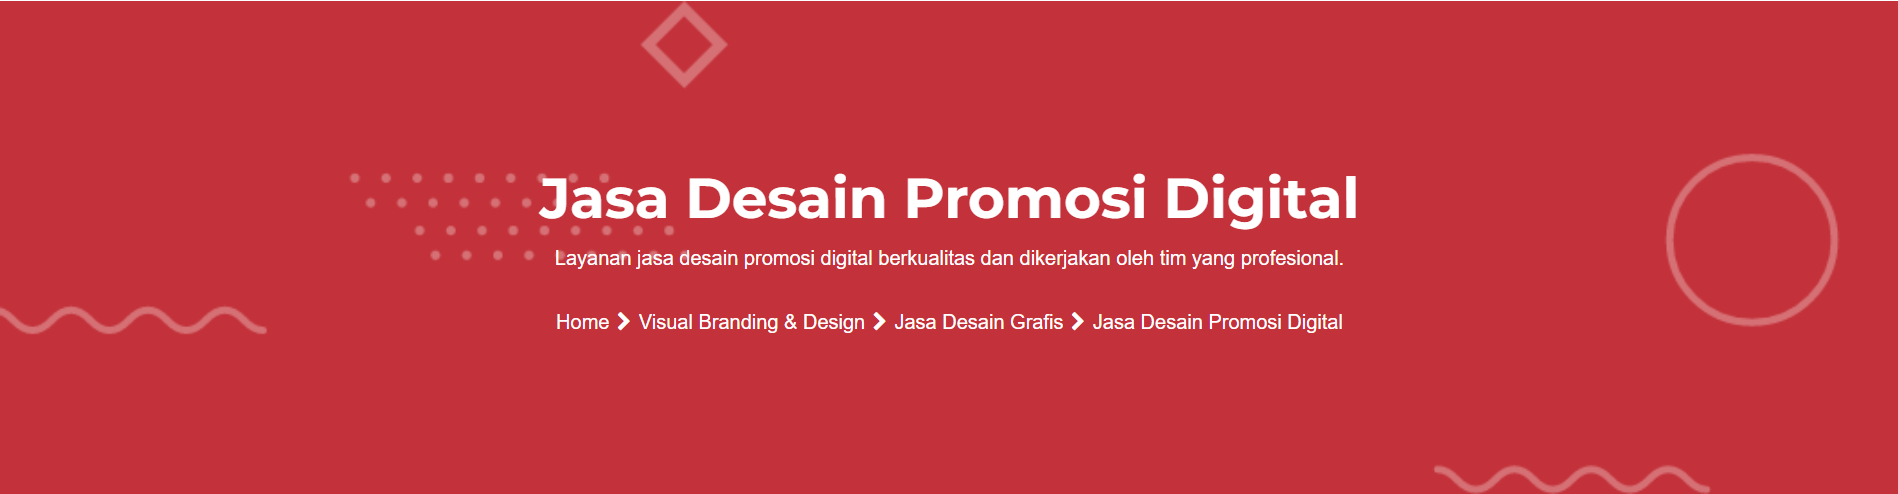 Jasa Desain Promosi Digital
Layanan jasa desain promosi digital berkualitas dan dikerjakan oleh tim yang profesional.
Home > Visual Branding & Design > Jasa Desain Grafis > Jasa Desain Promosi Digital